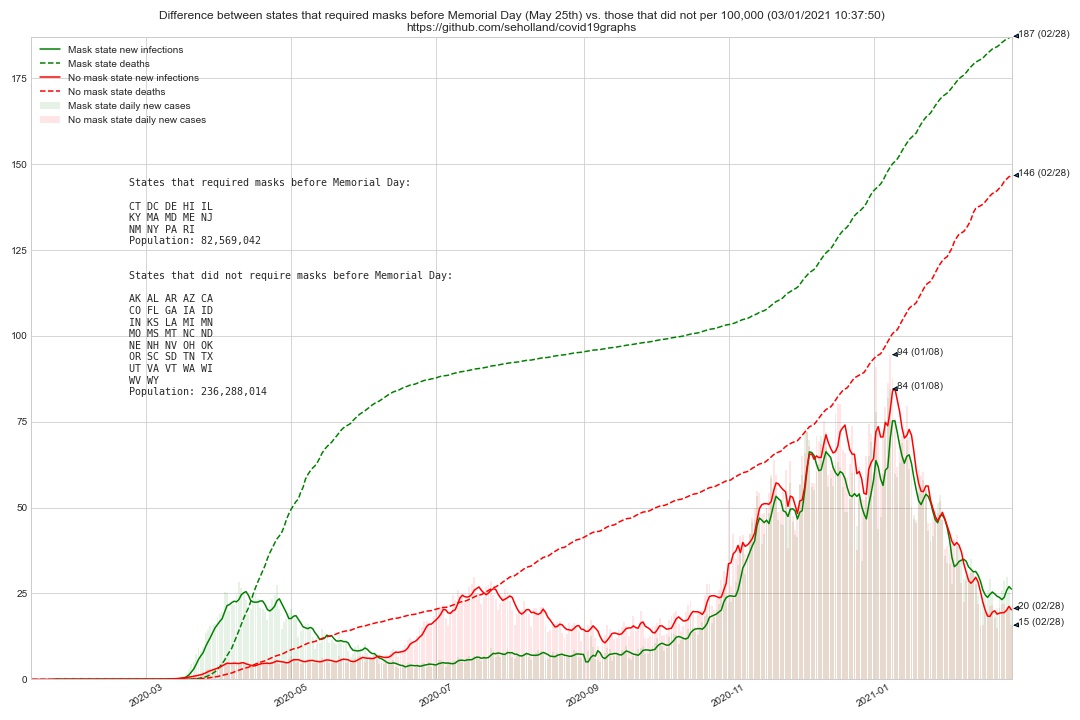 Difference between states that required masks before Memorial Day (May 25th) vs. those that did not per 100,000 (03/01/2021 10:37:50)
https://github.com/seholland/covid19graphs
Mask state new infections
Mask state deaths
No mask state new infections
No mask state deaths
Mask state daily new cases
No mask state daily new cases
187 (02/28)
175
150
146 (02/28)
States that required masks before Memorial Day:
CT DC DE HI IL
KY MA MD ME NJ
NM NY PA RI
Population: 82,569,042
125
States that did not require masks before Memorial Day:
AK AL AR AZ CA
CO FL GA IA ID
IN KS LA MI MN
MO MS MT NC ND
NE NH NV OH OK
OR SC SD TN TX
UT VA VT WA WI
WV WY
Population: 236,288,014
100
94 (01/08)
84 (01/08)
75
50
25
20 (02/28)
15 (02/28)
0
2020-03
2020-05
2020-07
2020-09
2020-11
2021-01